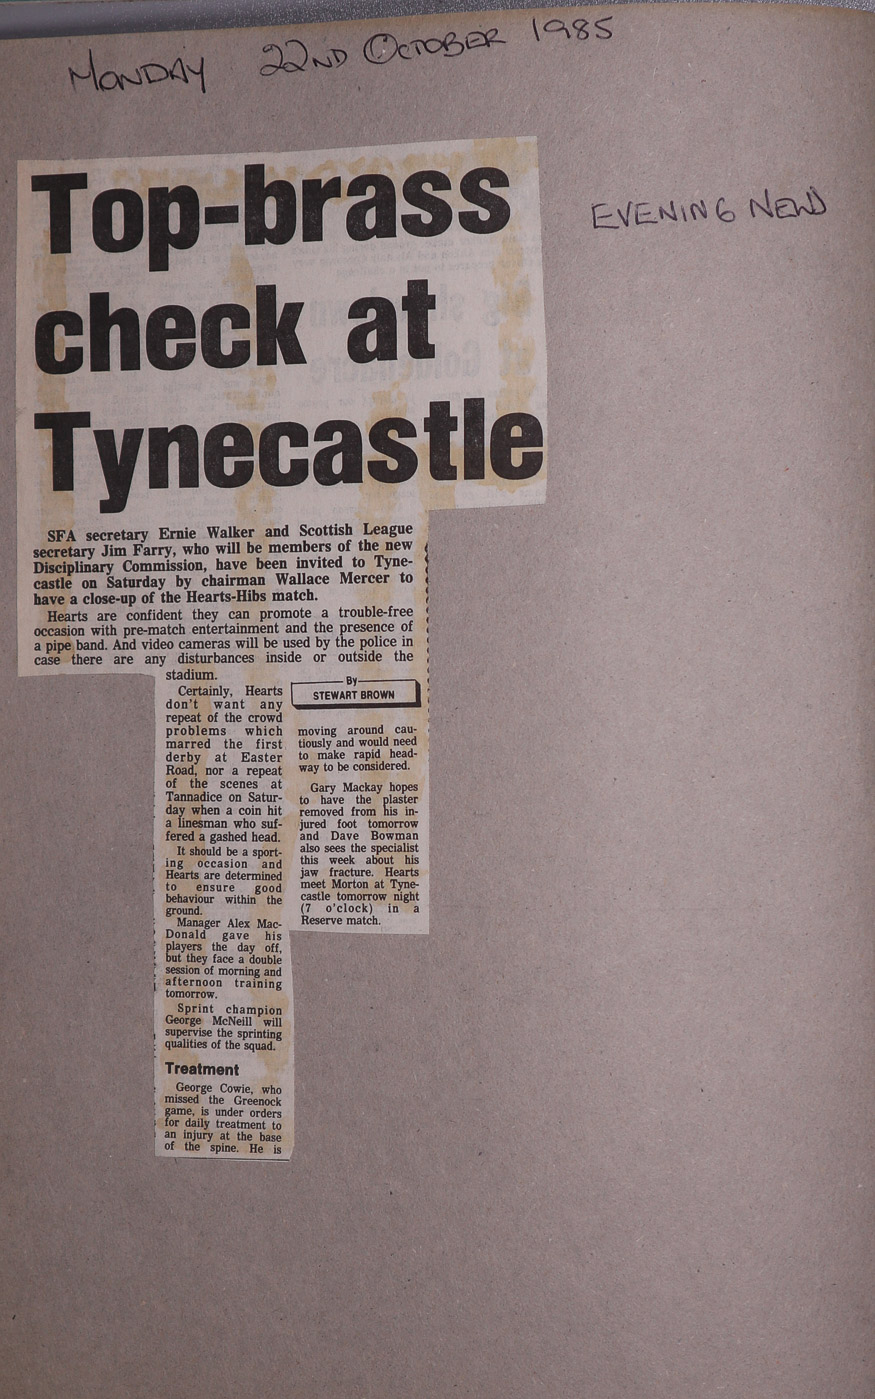 MONDAY 22ND OCTOBER 1985
EVENING NEWS
Top-brass
check at
Tynecastle
SFA secretary Ernie Walker and Scottish League
secretary Jim Farry, who will be members of the new
Disciplinary Commission, have been invited to Tyne-
castle on Saturday by chairman Wallace Mercer to
have a close-up of the Hearts-Hibs match.
Hearts are confident they can promote a trouble-free
occasion with pre-match entertainment and the presence of
a pipe band. And video cameras will be used by the police in
case there are any disturbances inside or outside the
stadium.
Certainly, Hearts
don't want any
repeat of the crowd
problems which
marred the first
derby at Easter
Road, nor a repeat
of the scenes at
Tannadice on Satur-
day when a coin hit
a linesman who suf-
fered a gashed head.
It should be a sport-
ing occasion and
Hearts are determined
to ensure good
behaviour within the
ground.
Manager Alex Mac-
Donald gave his
players the day off,
but they face a double
session of morning and
afternoon training
tomorrow.
Sprint champion
George McNeill will
supervise the sprinting
qualities of the squad.
Treatment
George Cowie, who
missed the Greenock
game, is under orders
for daily treatment to
an injury at the base
of the spine. He is
By
STEWART BROWN
moving around cau-
tiously and would need
to make rapid head-
way to be considered.
Gary Mackay hopes
to have the plaster
removed from his in-
jured foot tomorrow
and Dave Bowman
also sees the specialist
this week about his
jaw fracture. Hearts
meet Morton at Tyne-
castle tomorrow night
(7 o'clock) in a
Reserve match.